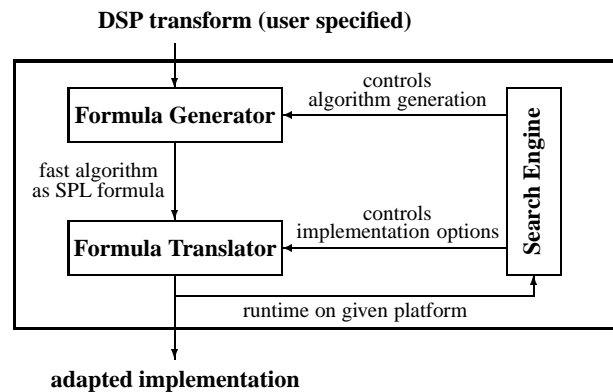 DSP transform (user specified)
controls
algorithm generation
Formula Generator
Search Engine
fast algorithm
as SPL formula
controls
implementation options
Formula Translator
runtime on given platform
adapted implementation